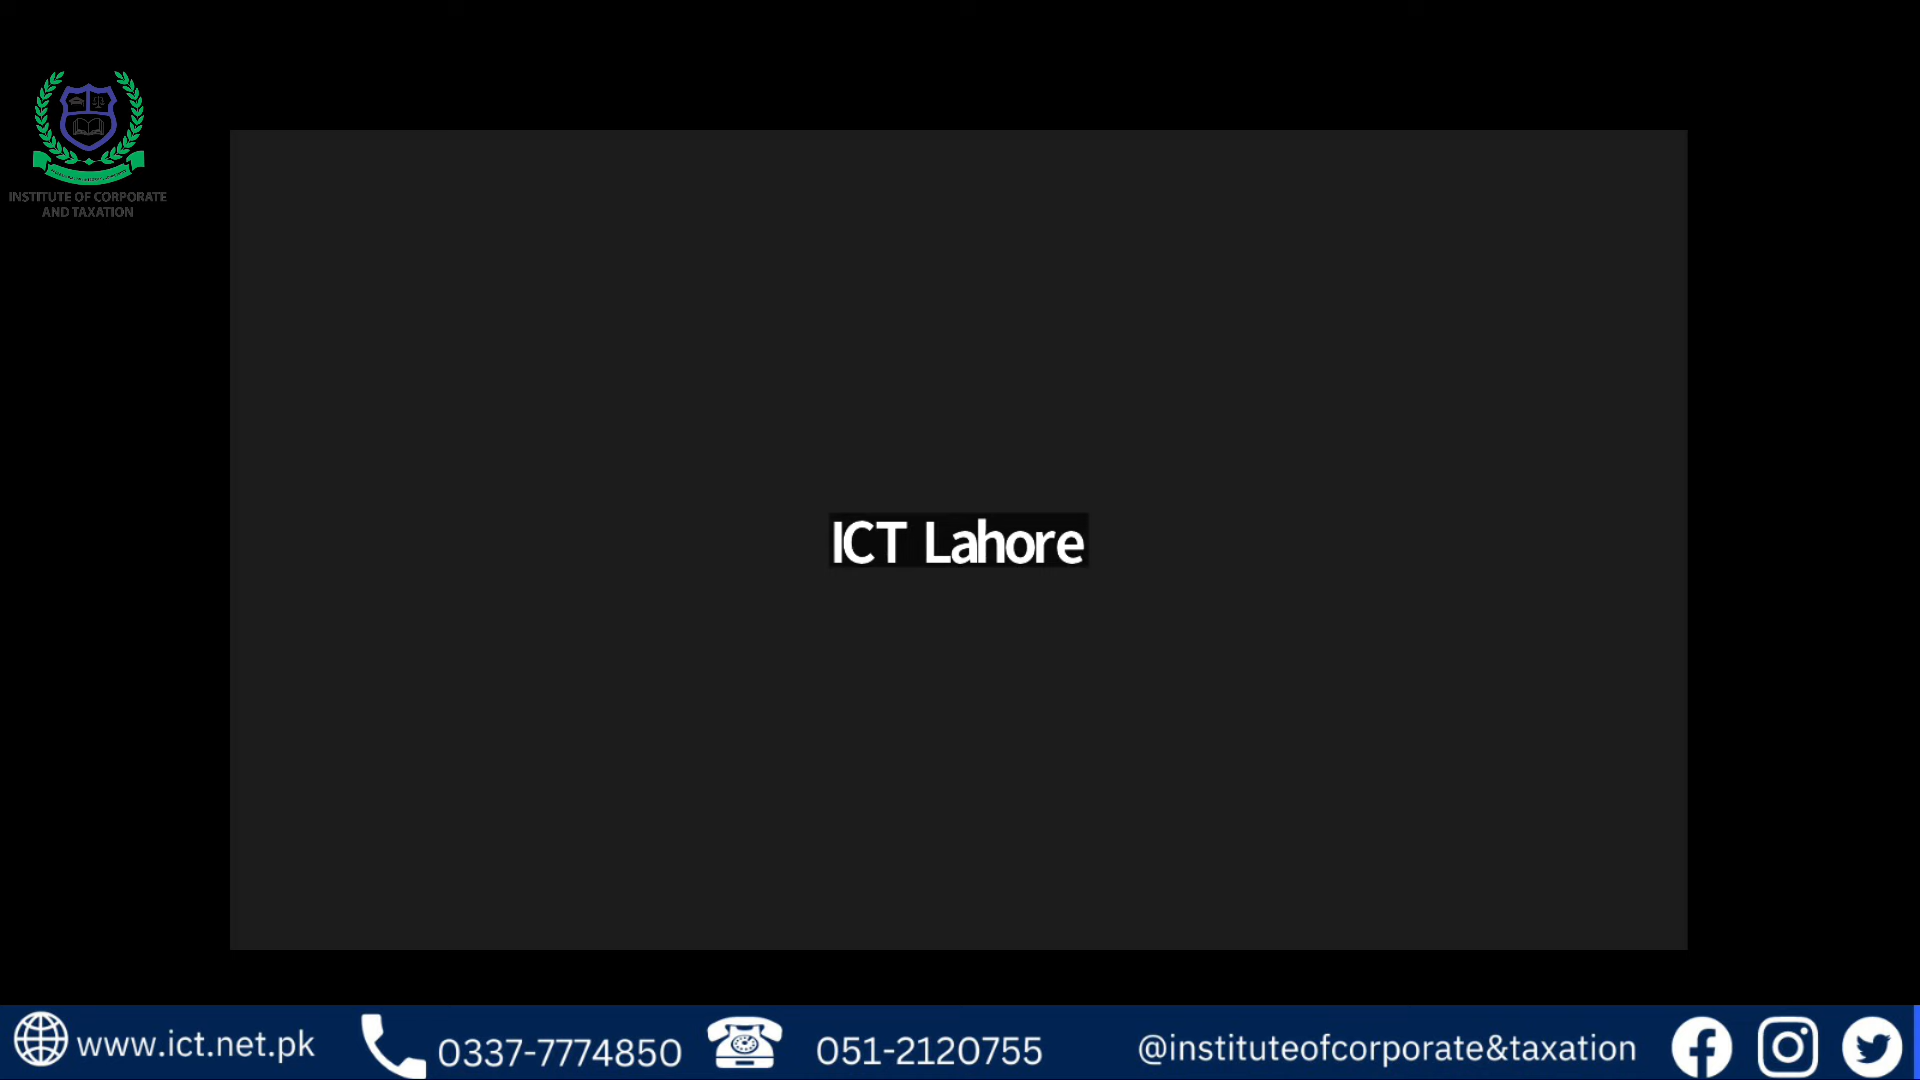 INSTITUTE OF CORPORATE
AND TAXATION
ICT Lahore
www.ict.net.pk
0337-7774850
051-2120755
@instituteofcorporate&taxation